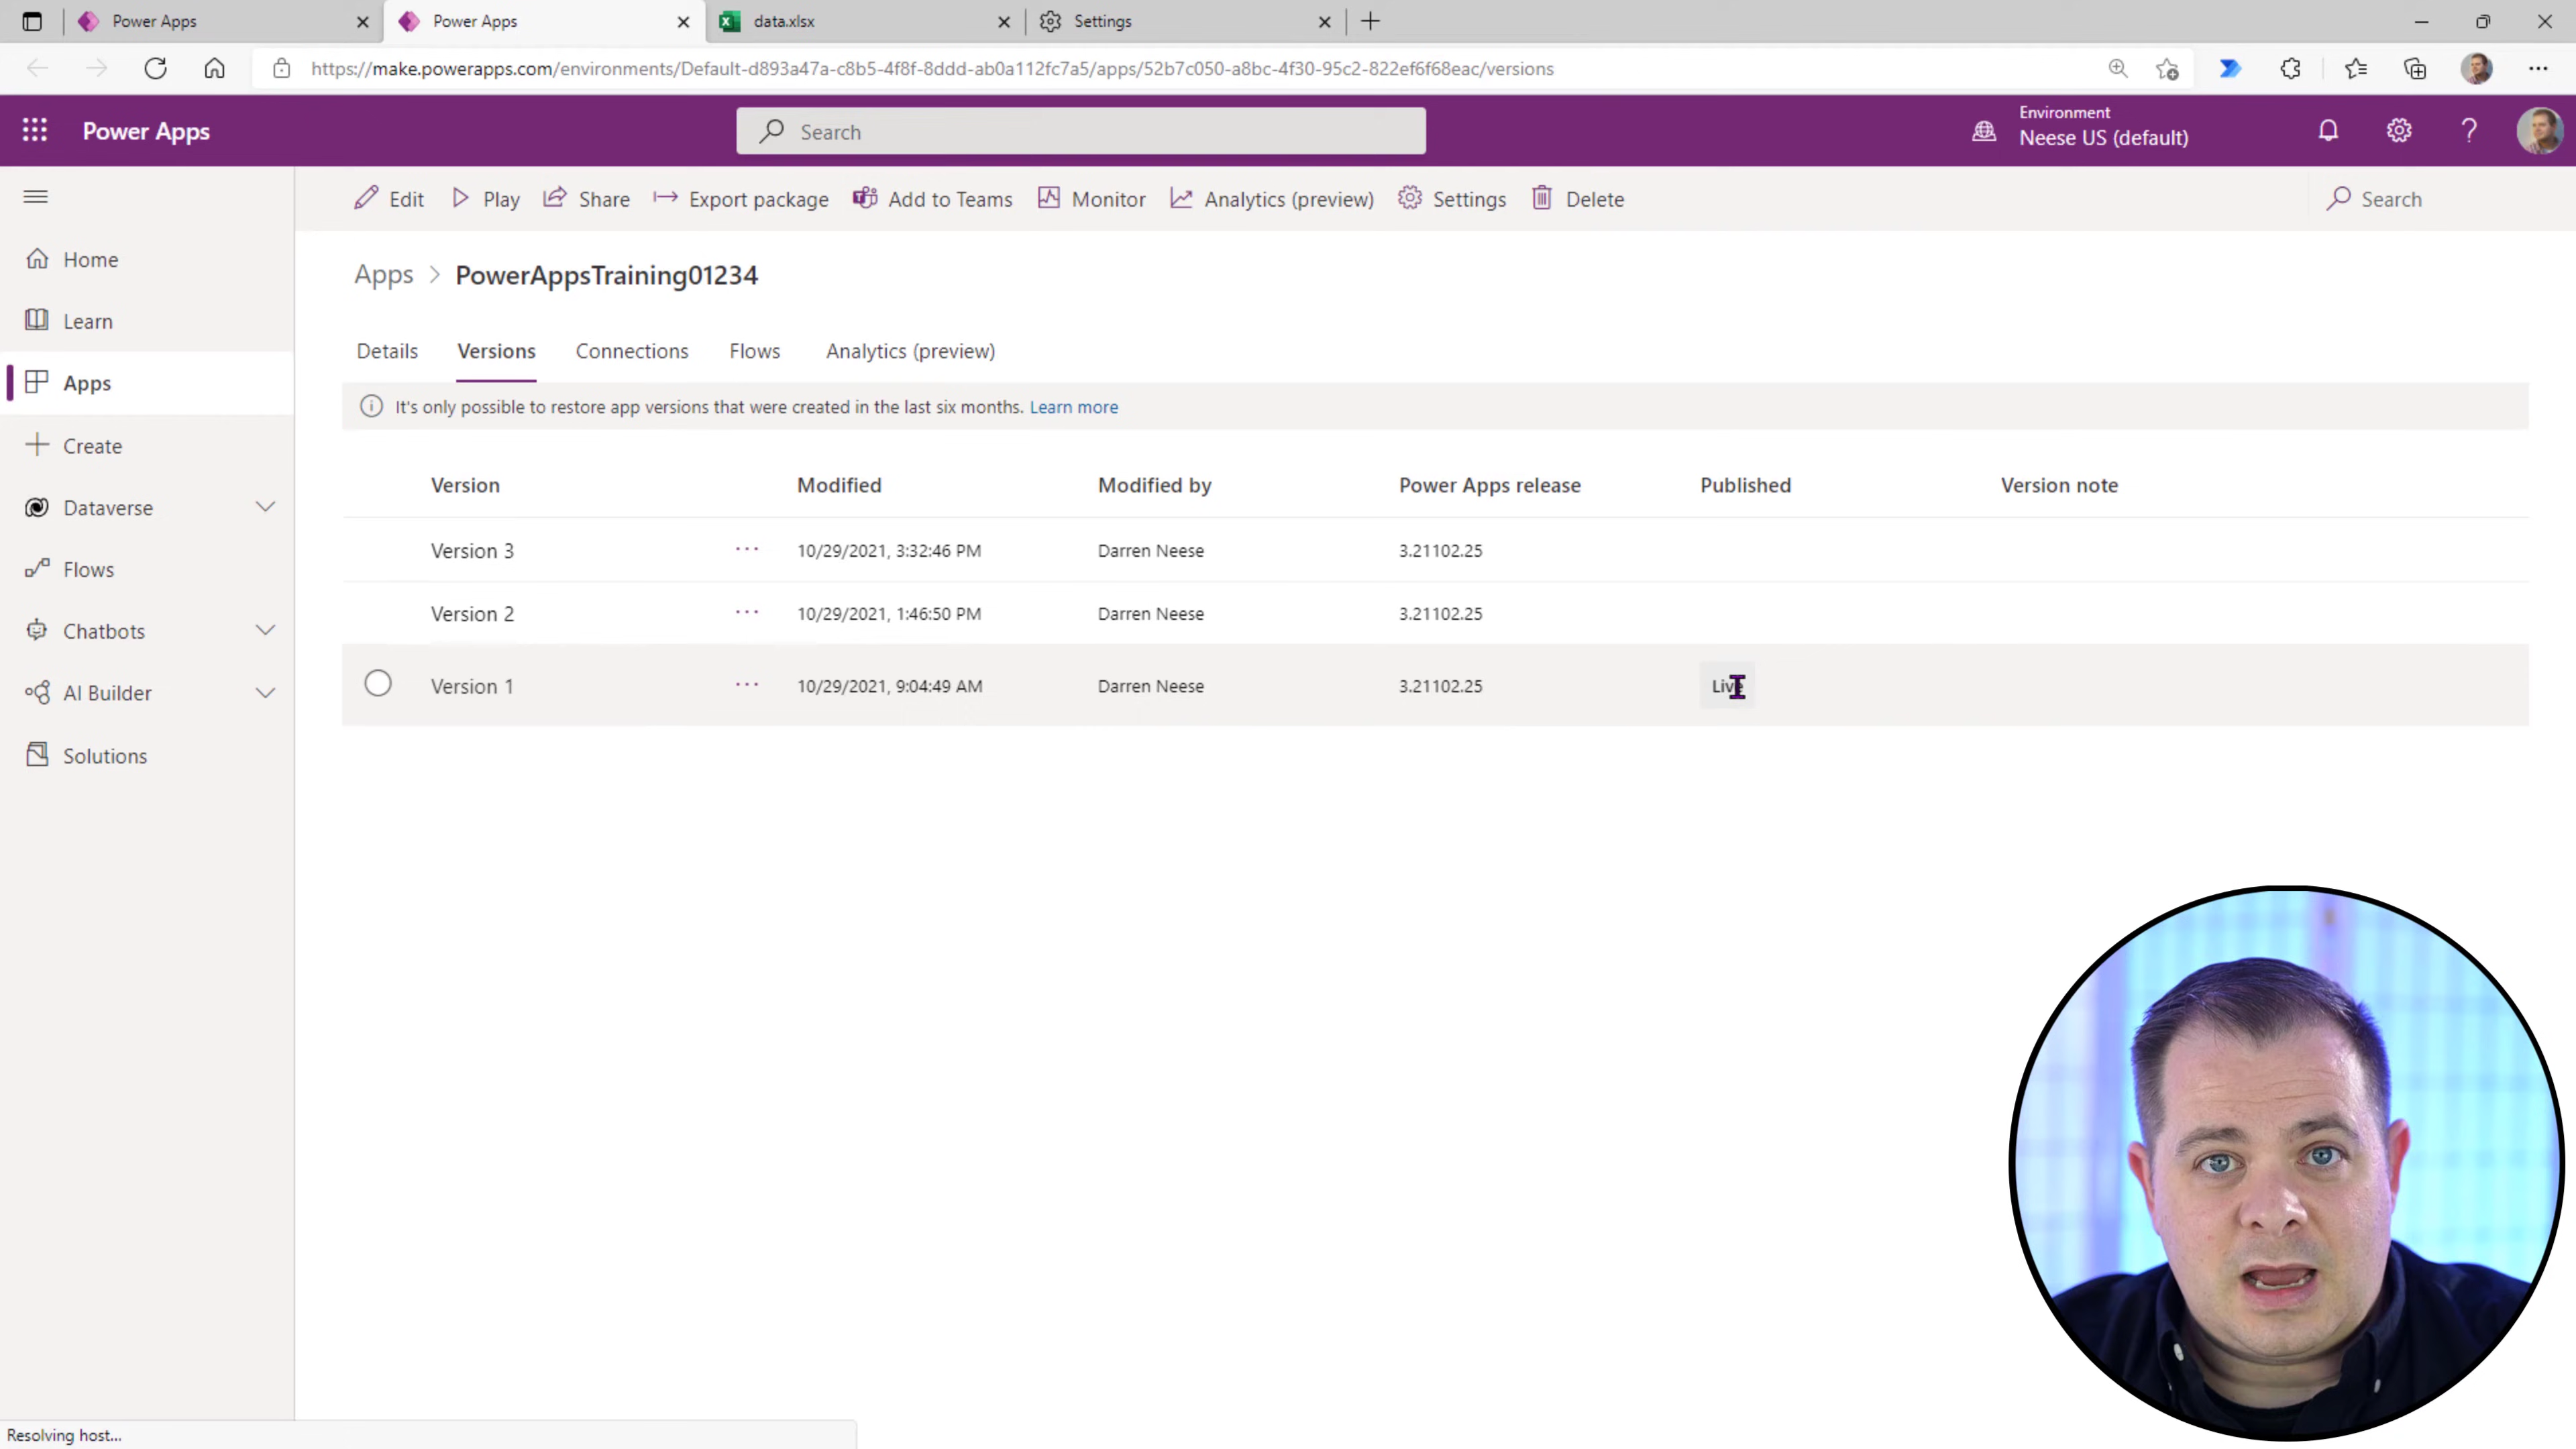 Power Apps
Power Apps
data.xlsx
Settings
https://make.powerapps.com/environments/Default-d893a47a-c8b5-4f8f-8ddd-ab0a112fc7a5/apps/52b7c050-a8bc-4f30-95c2-822ef6f68eac/versions
Power Apps
Search
Environment
Neese US (default)
Edit
Play
Share
Export package
Add to Teams
Monitor
Analytics (preview)
Settings
Delete
Search
Home
Learn
Apps
Create
Dataverse
Flows
Chatbots
AI Builder
Solutions
Apps > PowerAppsTraining01234
Details
Versions
Connections
Flows
Analytics (preview)
It's only possible to restore app versions that were created in the last six months. Learn more
Version Modified Modified by Power Apps release Published Version note
Version 3 ... 10/29/2021, 3:32:46 PM Darren Neese 3.21102.25
Version 2 ... 10/29/2021, 1:46:50 PM Darren Neese 3.21102.25
Version 1 ... 10/29/2021, 9:04:49 AM Darren Neese 3.21102.25 Live
Resolving host...